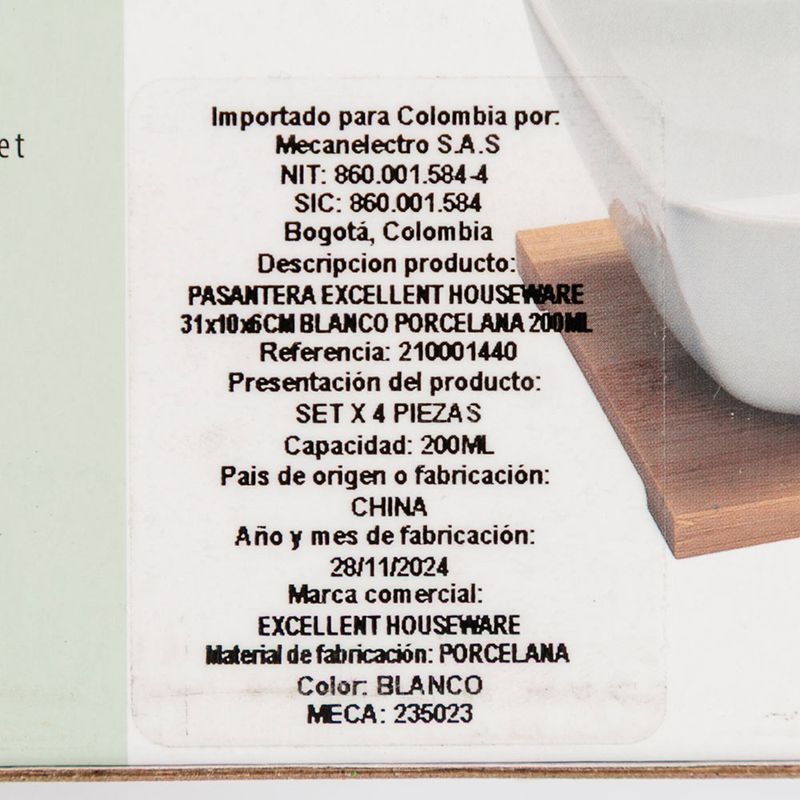 et
Importado para Colombia por:
Mecanelectro S.A.S
NIT: 860.001.584-4
SIC: 860.001.584
Bogotá, Colombia
Descripcion producto:
PASANTERA EXCELLENT HOUSEWARE
31x10x6CM BLANCO PORCELANA 200ML
Referencia: 210001440
Presentación del producto:
SET X 4 PIEZAS
Capacidad: 200ML
Pais de origen o fabricación:
CHINA
Año y mes de fabricación:
28/11/2024
Marca comercial:
EXCELLENT HOUSEWARE
Material de fabricación: PORCELANA
Color: BLANCO
MECA: 235023